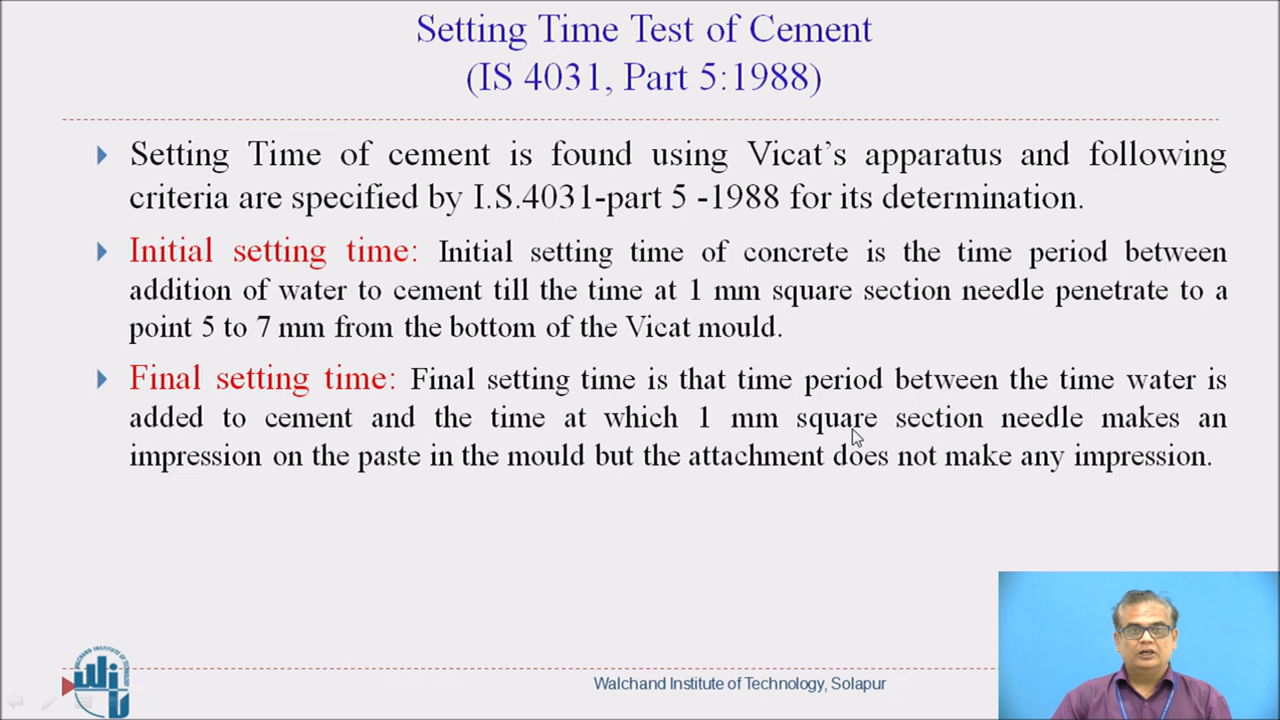 Setting Time Test of Cement
(IS 4031, Part 5:1988)
Setting Time of cement is found using Vicat's apparatus and following
criteria are specified by I.S.4031-part 5 -1988 for its determination.
Initial setting time: Initial setting time of concrete is the time period between
addition of water to cement till the time at 1 mm square section needle penetrate to a
point 5 to 7 mm from the bottom of the Vicat mould.
Final setting time: Final setting time is that time period between the time water is
added to cement and the time at which 1 mm square section needle makes an
impression on the paste in the mould but the attachment does not make any impression.
WALCHAND INSTITUTE OF TECHNOLOGY
Walchand Institute of Technology, Solapur